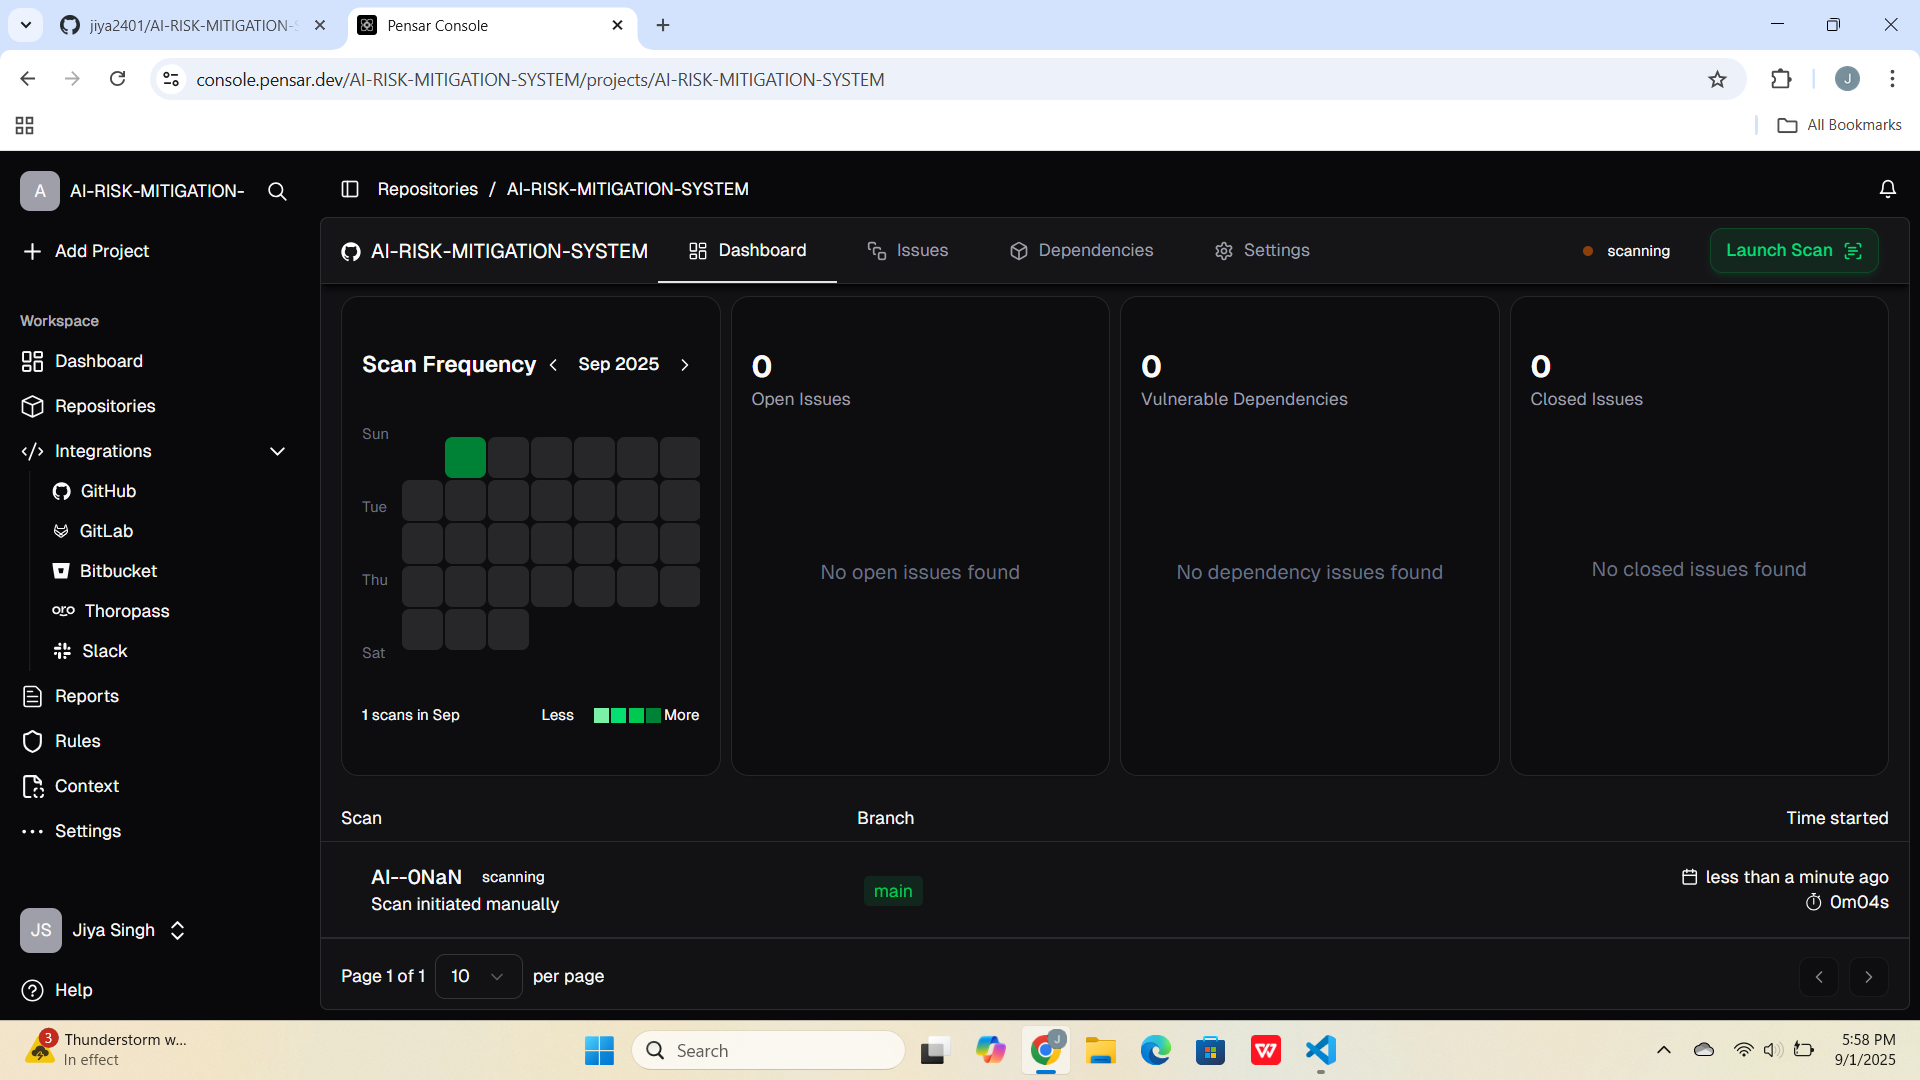 jiya2401/AI-RISK-MITIGATION-S
Pensar Console
console.pensar.dev/AI-RISK-MITIGATION-SYSTEM/projects/AI-RISK-MITIGATION-SYSTEM
J
All Bookmarks
A
AI-RISK-MITIGATION-
Repositories / AI-RISK-MITIGATION-SYSTEM
Add Project
AI-RISK-MITIGATION-SYSTEM
Dashboard
Issues
Dependencies
Settings
scanning
Launch Scan
Workspace
Dashboard
Repositories
Integrations
GitHub
GitLab
Bitbucket
Thoropass
Slack
Reports
Rules
Context
Settings
JS
Jiya Singh
Help
Scan Frequency
Sep 2025
Sun
Tue
Thu
Sat
1 scans in Sep
Less
More
0
Open Issues
No open issues found
0
Vulnerable Dependencies
No dependency issues found
0
Closed Issues
No closed issues found
Scan
Branch
Time started
AI--0NaN scanning
Scan initiated manually
main
less than a minute ago
0m04s
Page 1 of 1
10
per page
3
Thunderstorm w...
In effect
Search
J
5:58 PM
9/1/2025